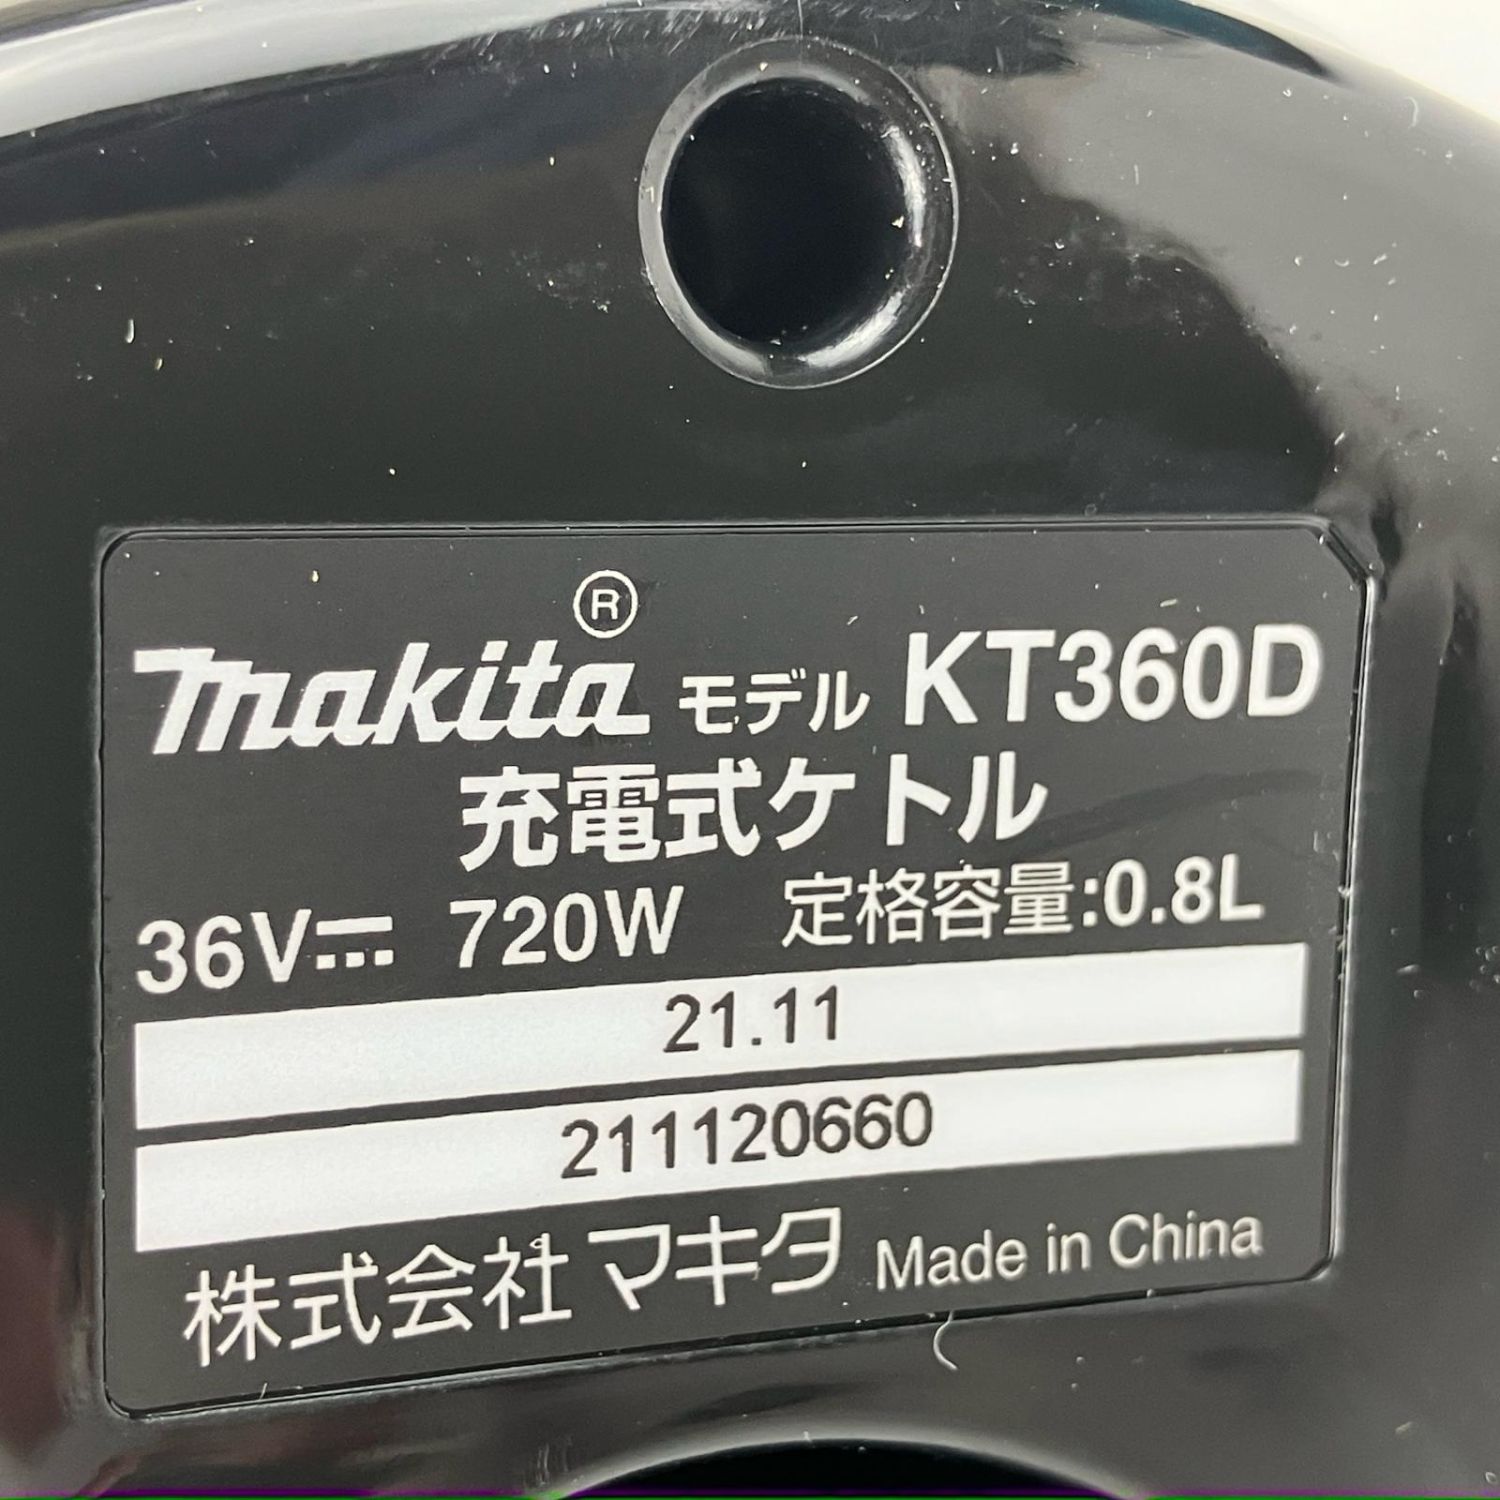 makita® モデル KT360D
充電式ケトル
36V⎓ 720W 定格容量:0.8L
21.11
211120660
株式会社マキタ Made in China